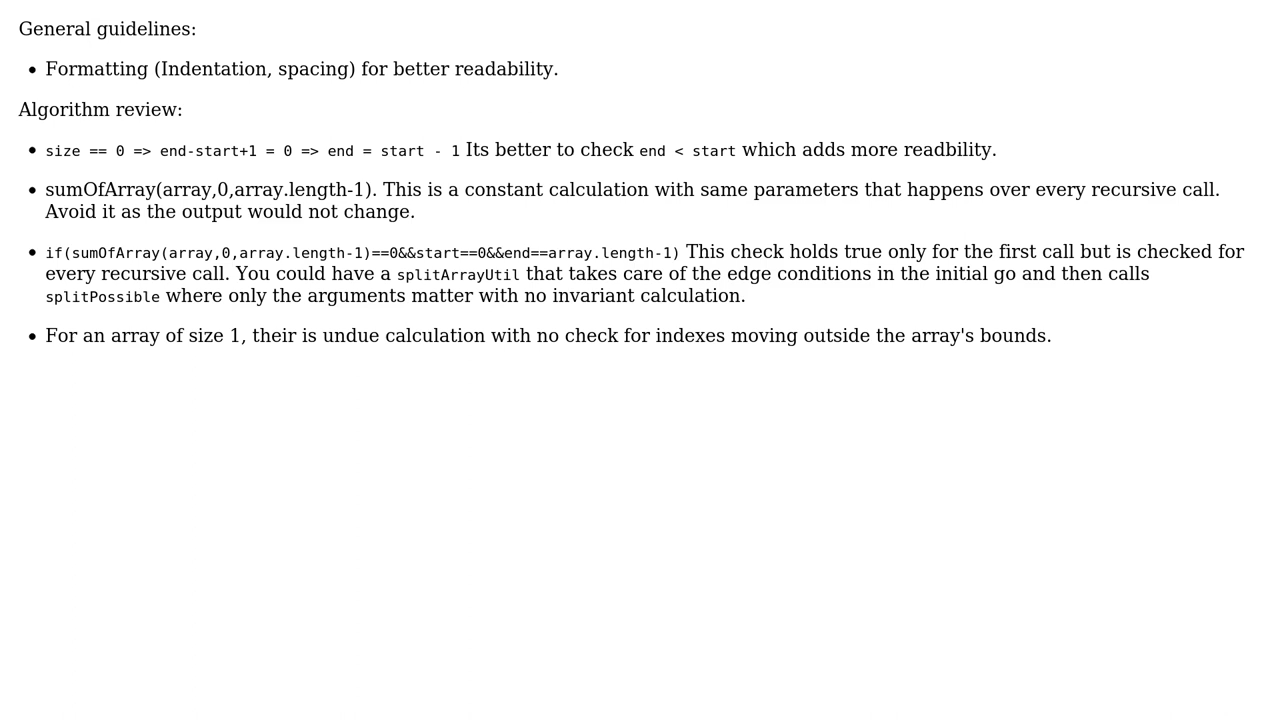 General guidelines:
• Formatting (Indentation, spacing) for better readability.
Algorithm review:
• size == 0 => end-start+1 = 0 => end = start - 1 Its better to check end < start which adds more readbility.
• sumOfArray(array,0,array.length-1). This is a constant calculation with same parameters that happens over every recursive call.
Avoid it as the output would not change.
• if(sumOfArray(array,0,array.length-1)==0&&start==0&&end==array.length-1) This check holds true only for the first call but is checked for
every recursive call. You could have a splitArrayUtil that takes care of the edge conditions in the initial go and then calls
splitPossible where only the arguments matter with no invariant calculation.
• For an array of size 1, their is undue calculation with no check for indexes moving outside the array's bounds.